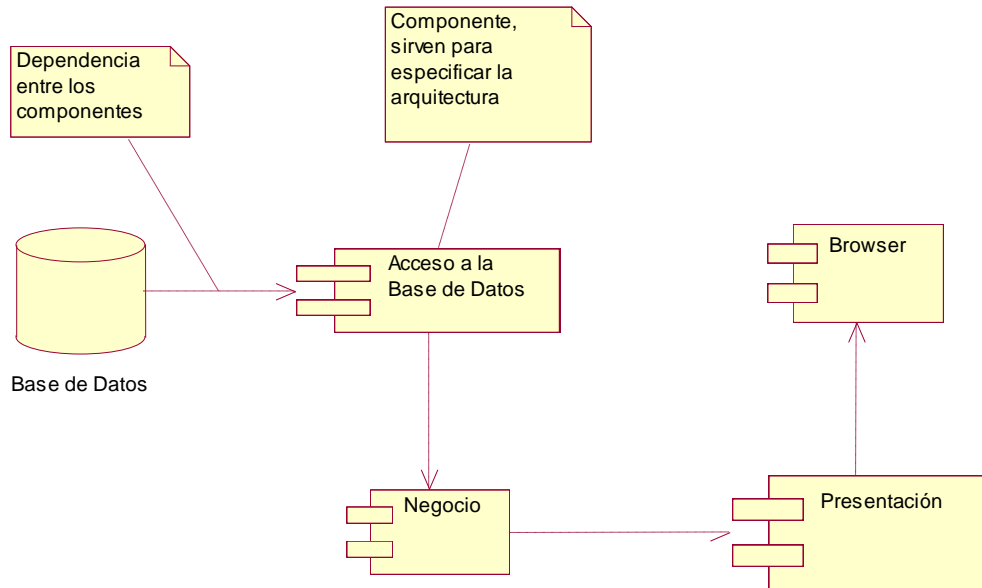 Componente,
sirven para
especificar la
arquitectura
Dependencia
entre los
componentes
Acceso a la
Base de Datos
Browser
Base de Datos
Negocio
Presentación